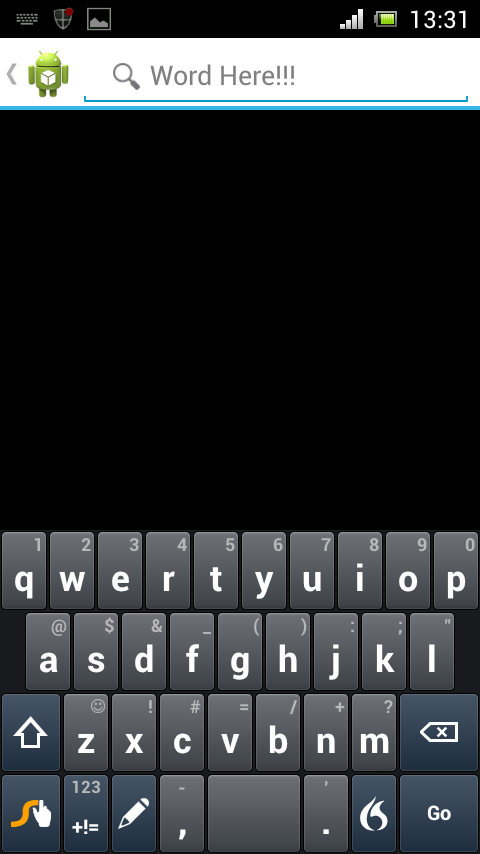 13:31
Word Here!!!
1 2 3 4 5 6 7 8 9 0
q w e r t y u i o p
@ $ & _ ( ) : ; "
a s d f g h j k l
! # = / + ?
z x c v b n m
123 - '
+!= , . Go